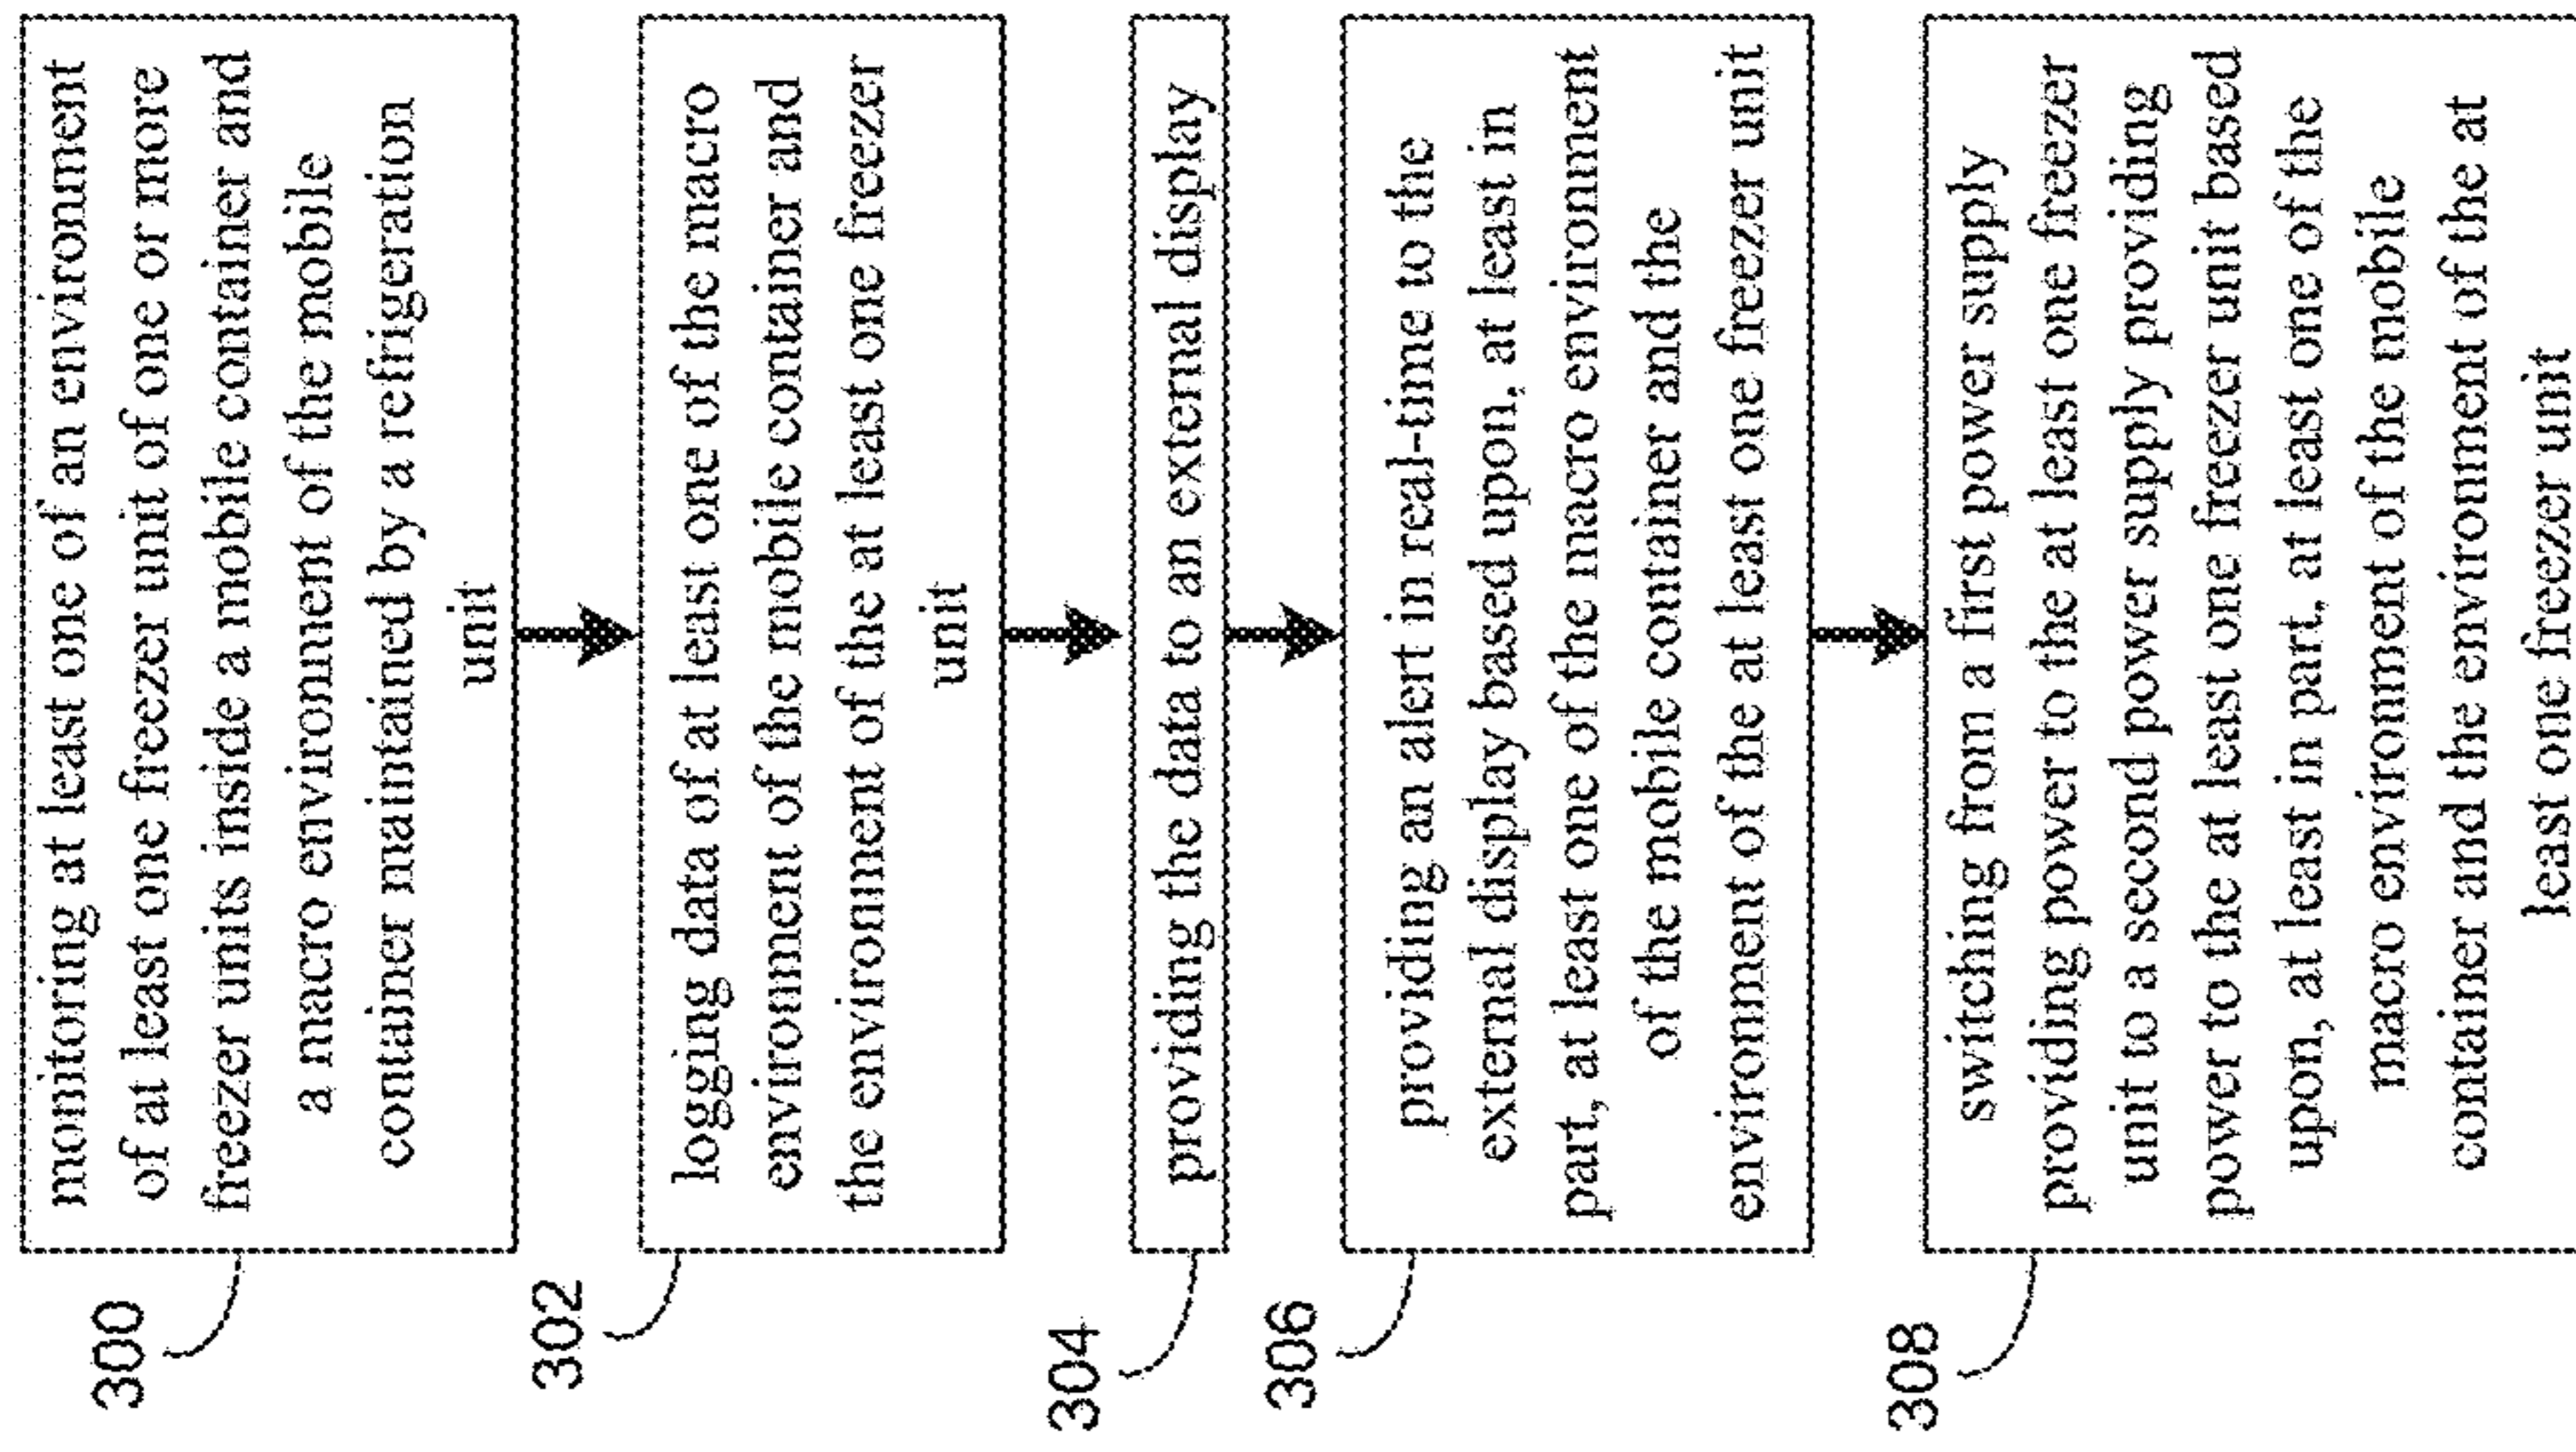 300
monitoring at least one of an environment
of at least one freezer unit of one or more
freezer units inside a mobile container and
a macro environment of the mobile
container maintained by a refrigeration
unit
302
logging data of at least one of the macro
environment of the mobile container and
the environment of the at least one freezer
unit
304
providing the data to an external display
306
providing an alert in real-time to the
external display based upon, at least in
part, at least one of the macro environment
of the mobile container and the
environment of the at least one freezer unit
308
switching from a first power supply
providing power to the at least one freezer
unit to a second power supply providing
power to the at least one freezer unit based
upon, at least in part, at least one of the
macro environment of the mobile
container and the environment of the at
least one freezer unit